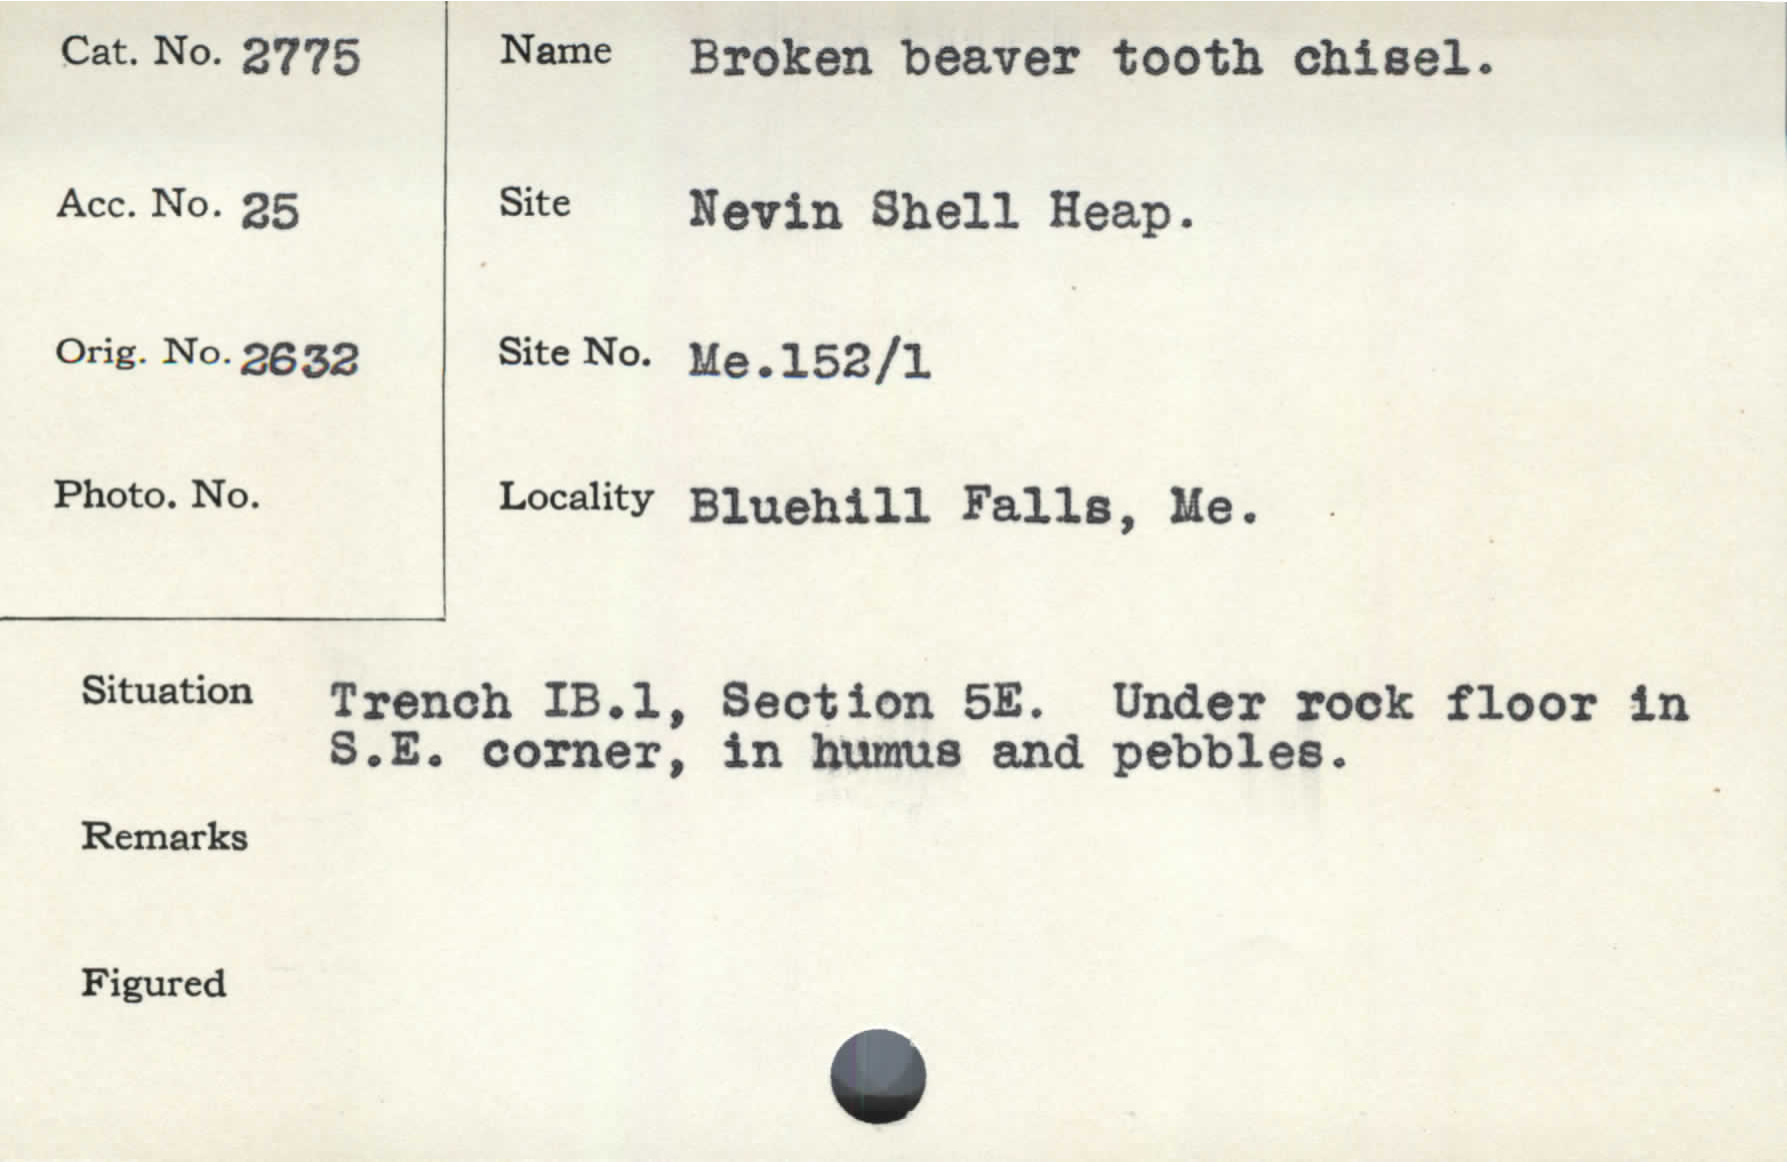 Cat. No. 2775
Name Broken beaver tooth chisel.
Acc. No. 25
Site Nevin Shell Heap.
Orig. No. 2632
Site No. Me.152/1
Photo. No.
Locality Bluehill Falls, Me.
Situation Trench IB.1, Section 5E. Under rock floor in
S.E. corner, in humus and pebbles.
Remarks
Figured